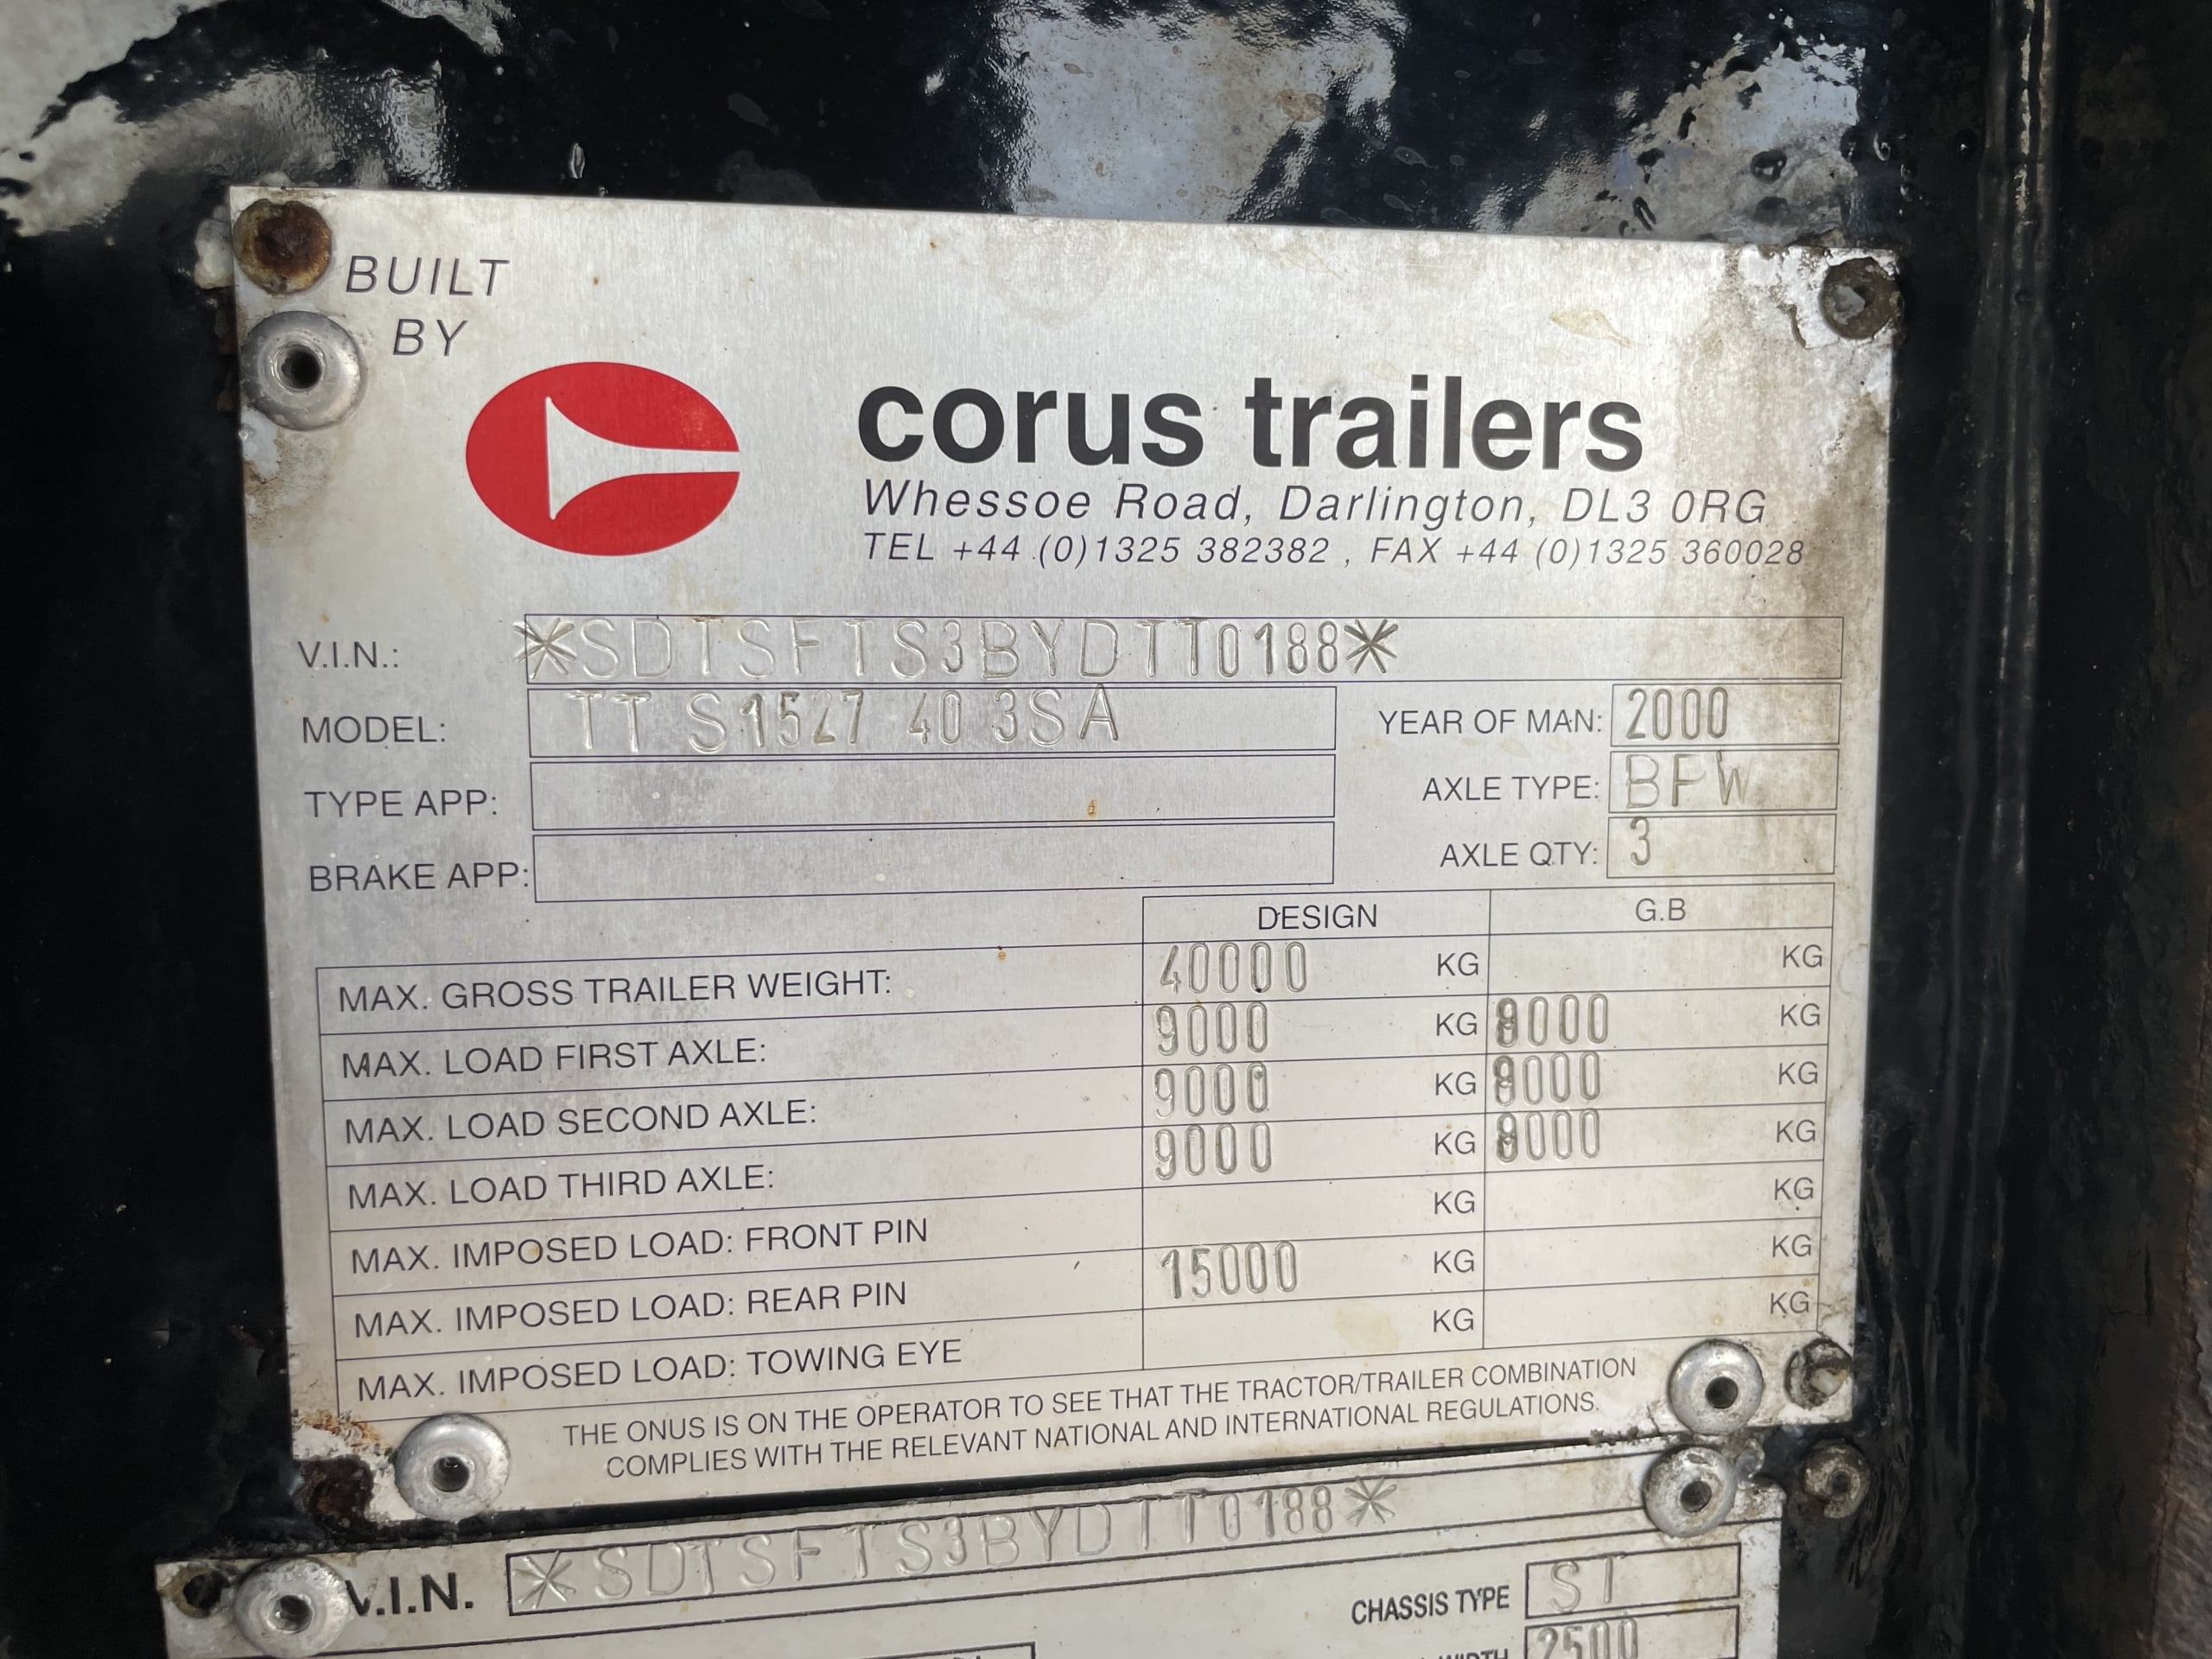 BUILT
BY
corus trailers
Whessoe Road, Darlington, DL3 0RG
TEL +44 (0)1325 382382 , FAX +44 (0)1325 360028
V.I.N.: *SDTSFTS3BYDTT0188*
MODEL: TT S1527 40 3SA YEAR OF MAN: 2000
TYPE APP: AXLE TYPE: BPW
BRAKE APP: AXLE QTY: 3
DESIGN G.B
MAX. GROSS TRAILER WEIGHT: 40000 KG KG
MAX. LOAD FIRST AXLE: 9000 KG 8000 KG
MAX. LOAD SECOND AXLE: 9000 KG 8000 KG
MAX. LOAD THIRD AXLE: 9000 KG 8000 KG
MAX. IMPOSED LOAD: FRONT PIN KG KG
MAX. IMPOSED LOAD: REAR PIN 15000 KG KG
MAX. IMPOSED LOAD: TOWING EYE KG KG
THE ONUS IS ON THE OPERATOR TO SEE THAT THE TRACTOR/TRAILER COMBINATION
COMPLIES WITH THE RELEVANT NATIONAL AND INTERNATIONAL REGULATIONS.
V.I.N. *SDTSFTS3BYDTT0188*
CHASSIS TYPE ST
WIDTH 2500